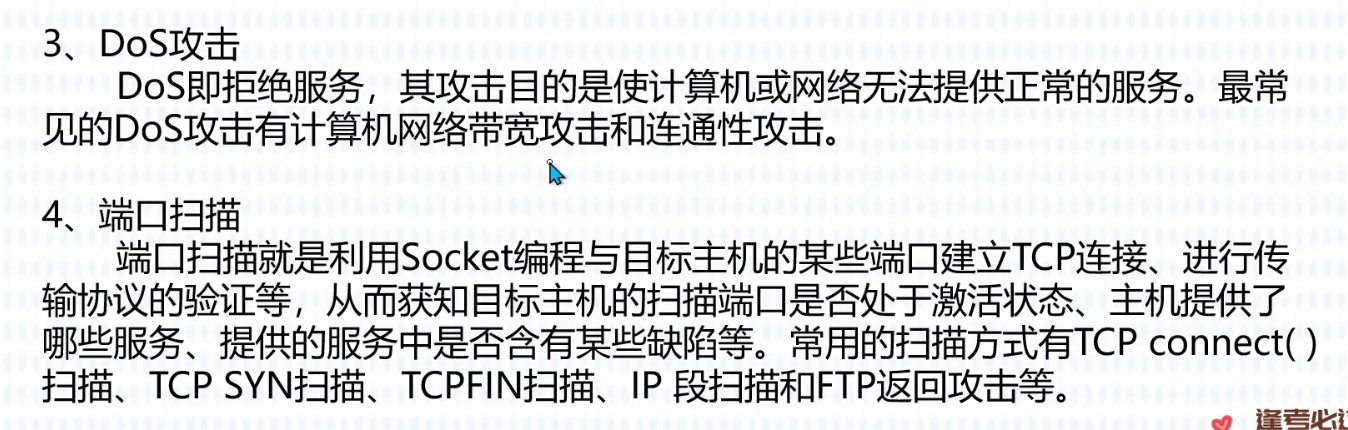 3、DoS攻击
DoS即拒绝服务，其攻击目的是使计算机或网络无法提供正常的服务。最常
见的DoS攻击有计算机网络带宽攻击和连通性攻击。
4、端口扫描
端口扫描就是利用Socket编程与目标主机的某些端口建立TCP连接、进行传
输协议的验证等，从而获知目标主机的扫描端口是否处于激活状态、主机提供了
哪些服务、提供的服务中是否含有某些缺陷等。常用的扫描方式有TCP connect( )
扫描、TCP SYN扫描、TCPFIN扫描、IP 段扫描和FTP返回攻击等。
逢考必过